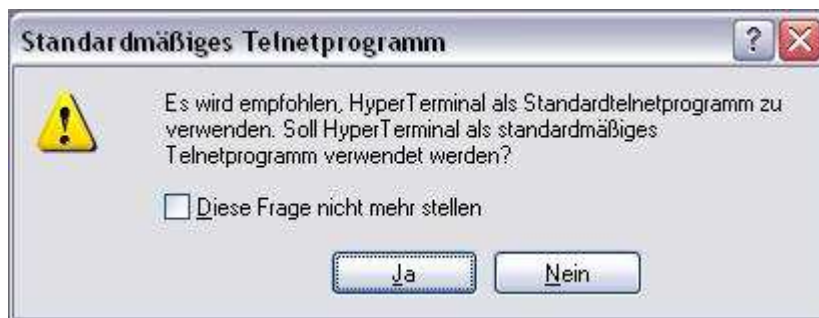 Standardmäßiges Telnetprogramm
Es wird empfohlen, HyperTerminal als Standardtelnetprogramm zu
verwenden. Soll HyperTerminal als standardmäßiges
Telnetprogramm verwendet werden?
Diese Frage nicht mehr stellen
Ja
Nein